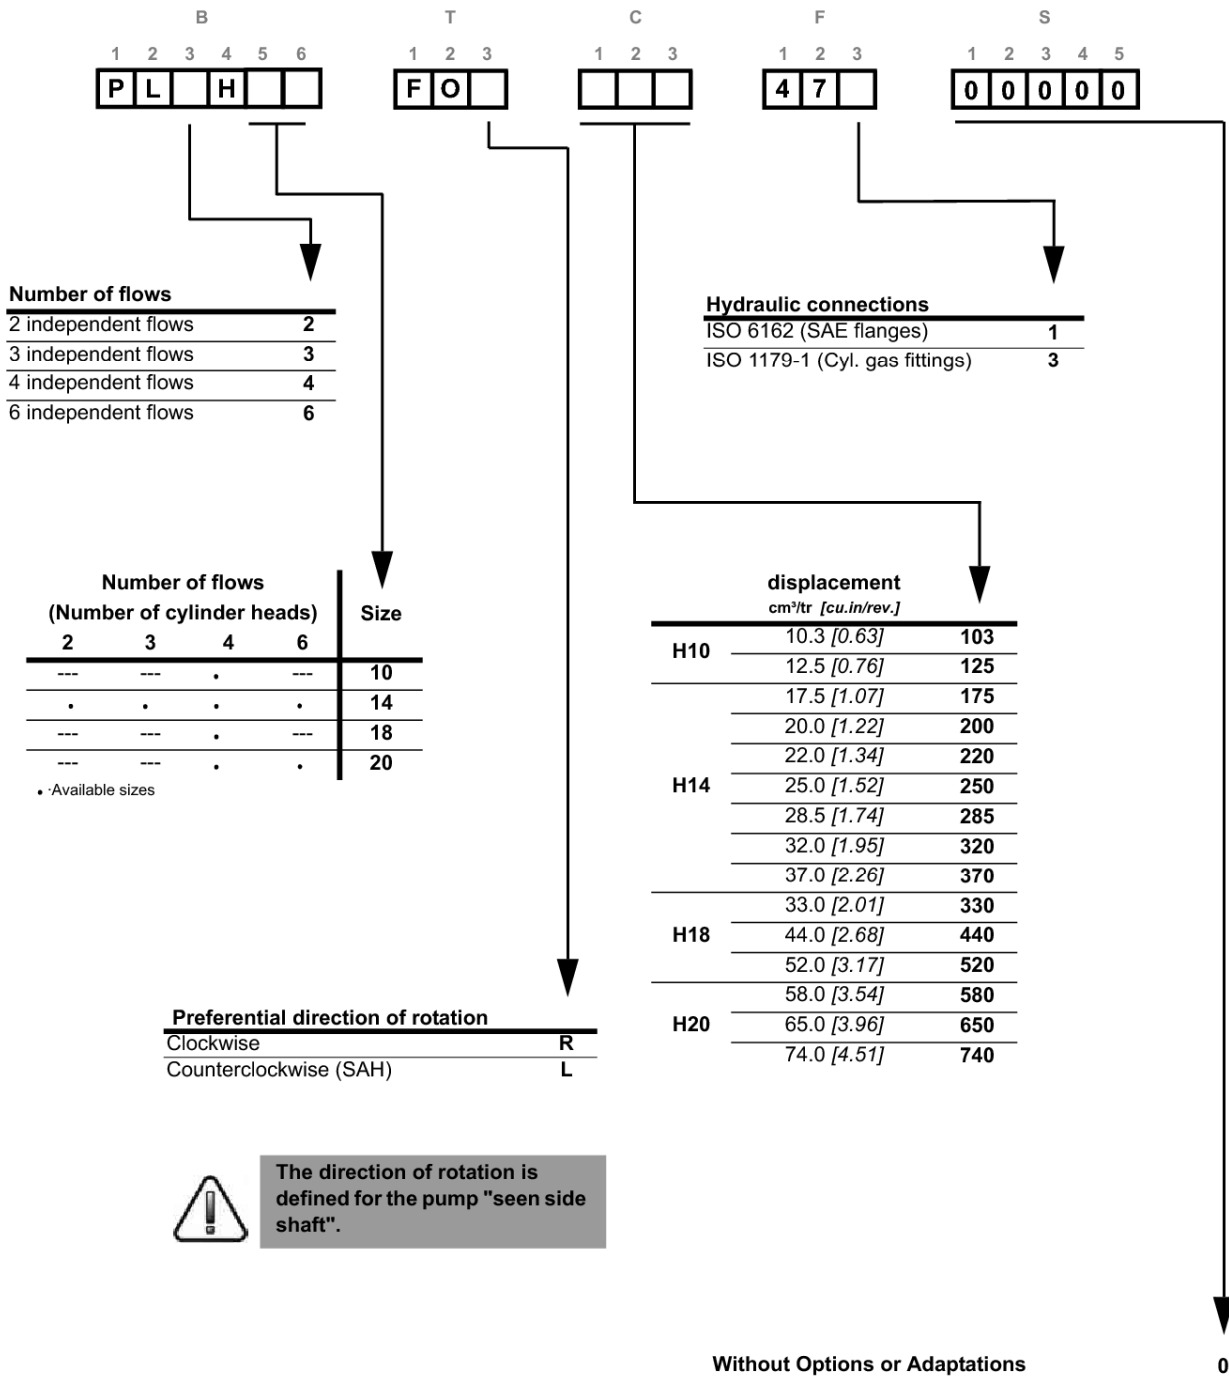 B T C F S
1 2 3 4 5 6 1 2 3 1 2 3 1 2 3 1 2 3 4 5
P L H F O 4 7 0 0 0 0 0
Number of flows
2 independent flows 2
3 independent flows 3
4 independent flows 4
6 independent flows 6
Hydraulic connections
ISO 6162 (SAE flanges) 1
ISO 1179-1 (Cyl. gas fittings) 3
Number of flows
(Number of cylinder heads) Size
2 3 4 6
--- --- • --- 10
• • • • 14
--- --- • --- 18
--- --- • • 20
• ·Available sizes
displacement
cm³/tr [cu.in/rev.]
H10
10.3 [0.63] 103
12.5 [0.76] 125
H14
17.5 [1.07] 175
20.0 [1.22] 200
22.0 [1.34] 220
25.0 [1.52] 250
28.5 [1.74] 285
32.0 [1.95] 320
37.0 [2.26] 370
H18
33.0 [2.01] 330
44.0 [2.68] 440
52.0 [3.17] 520
H20
58.0 [3.54] 580
65.0 [3.96] 650
74.0 [4.51] 740
Preferential direction of rotation
Clockwise R
Counterclockwise (SAH) L
!
The direction of rotation is
defined for the pump "seen side
shaft".
Without Options or Adaptations 0